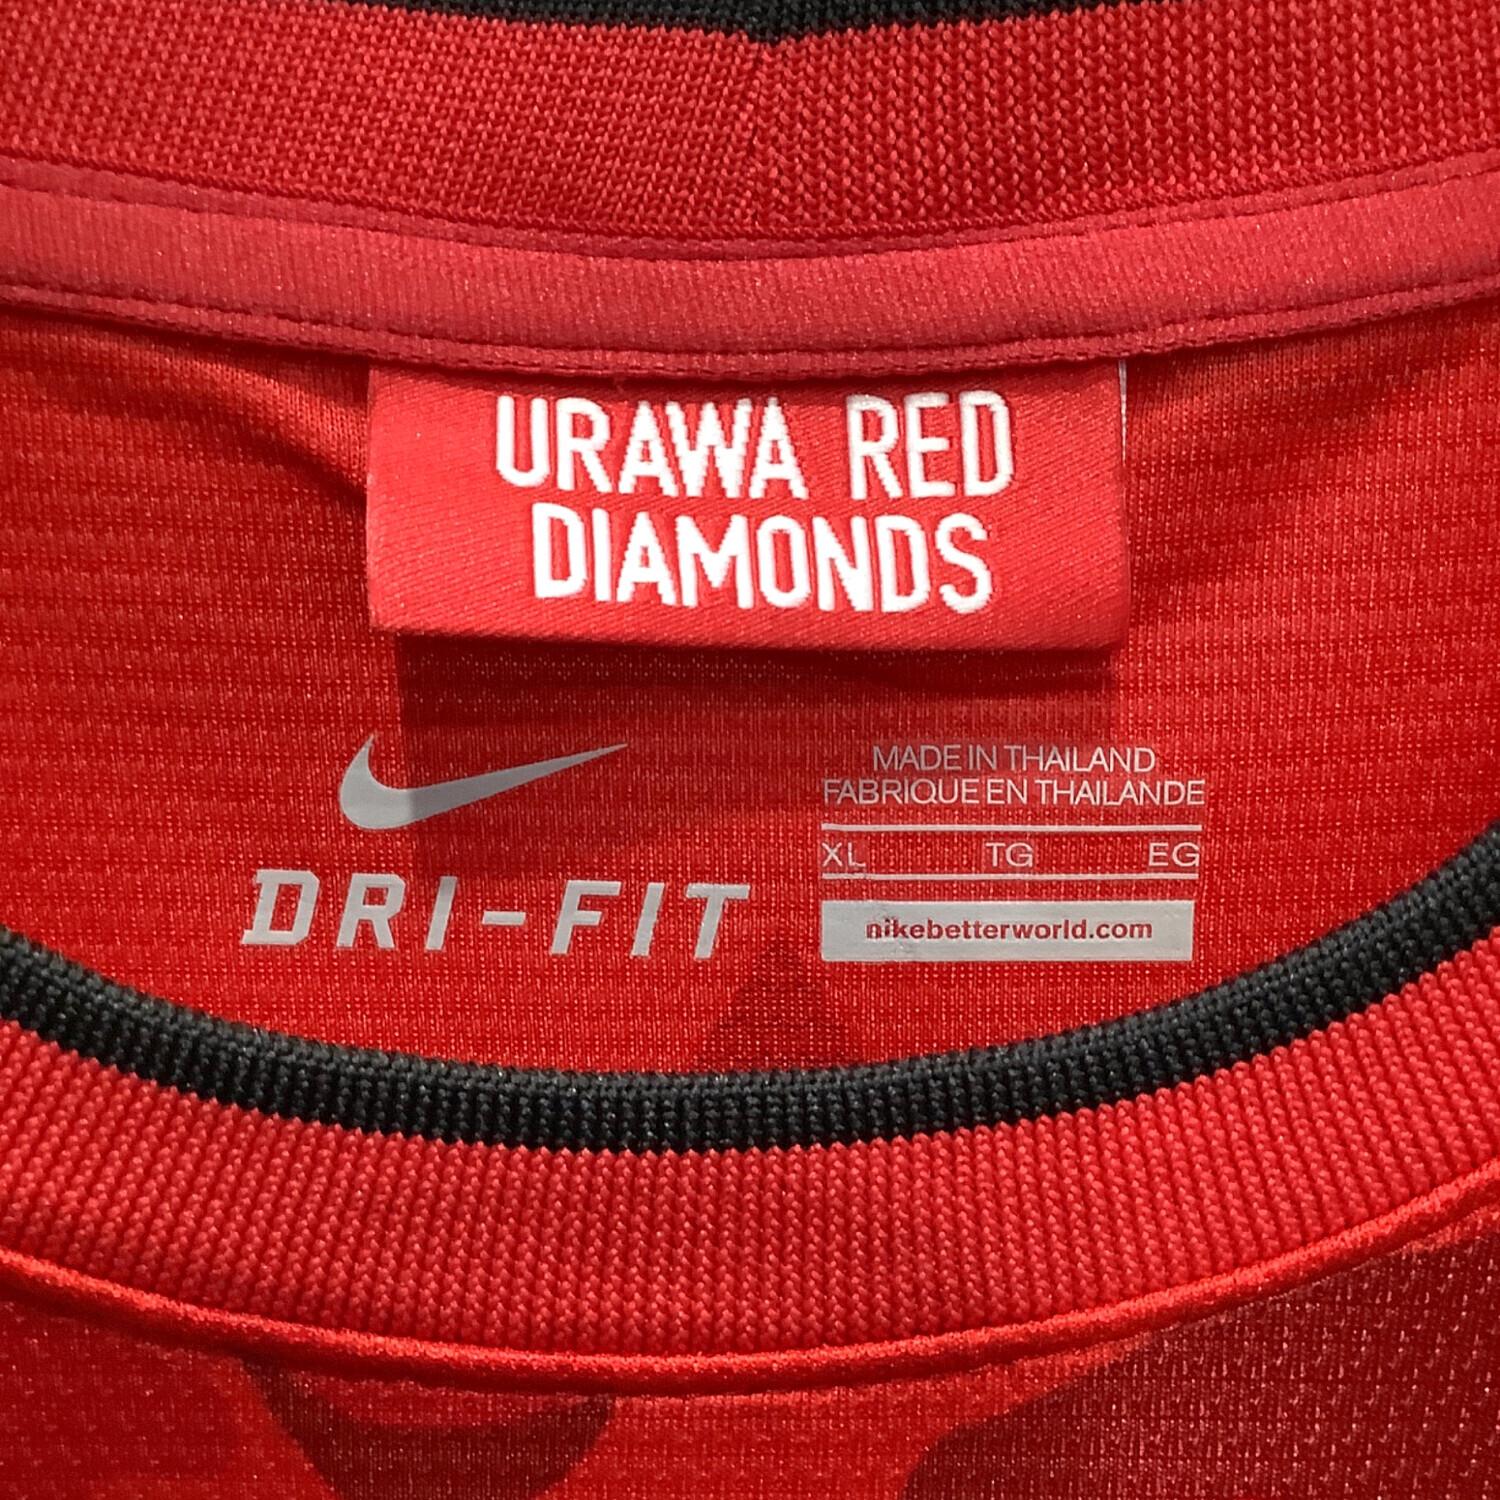 URAWA RED
DIAMONDS
DRI-FIT
MADE IN THAILAND
FABRIQUE EN THAILANDE
XL TG EG
nikebetterworld.com